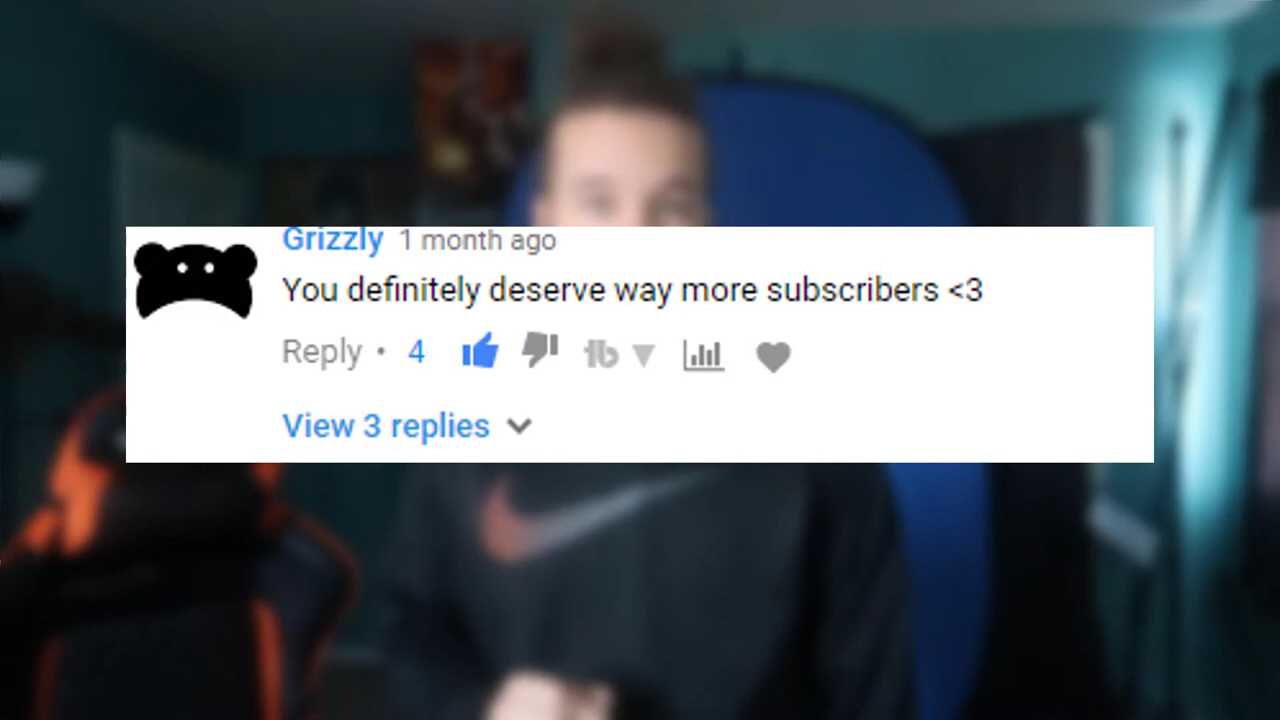 Grizzly 1 month ago
You definitely deserve way more subscribers <3
Reply • 4
View 3 replies